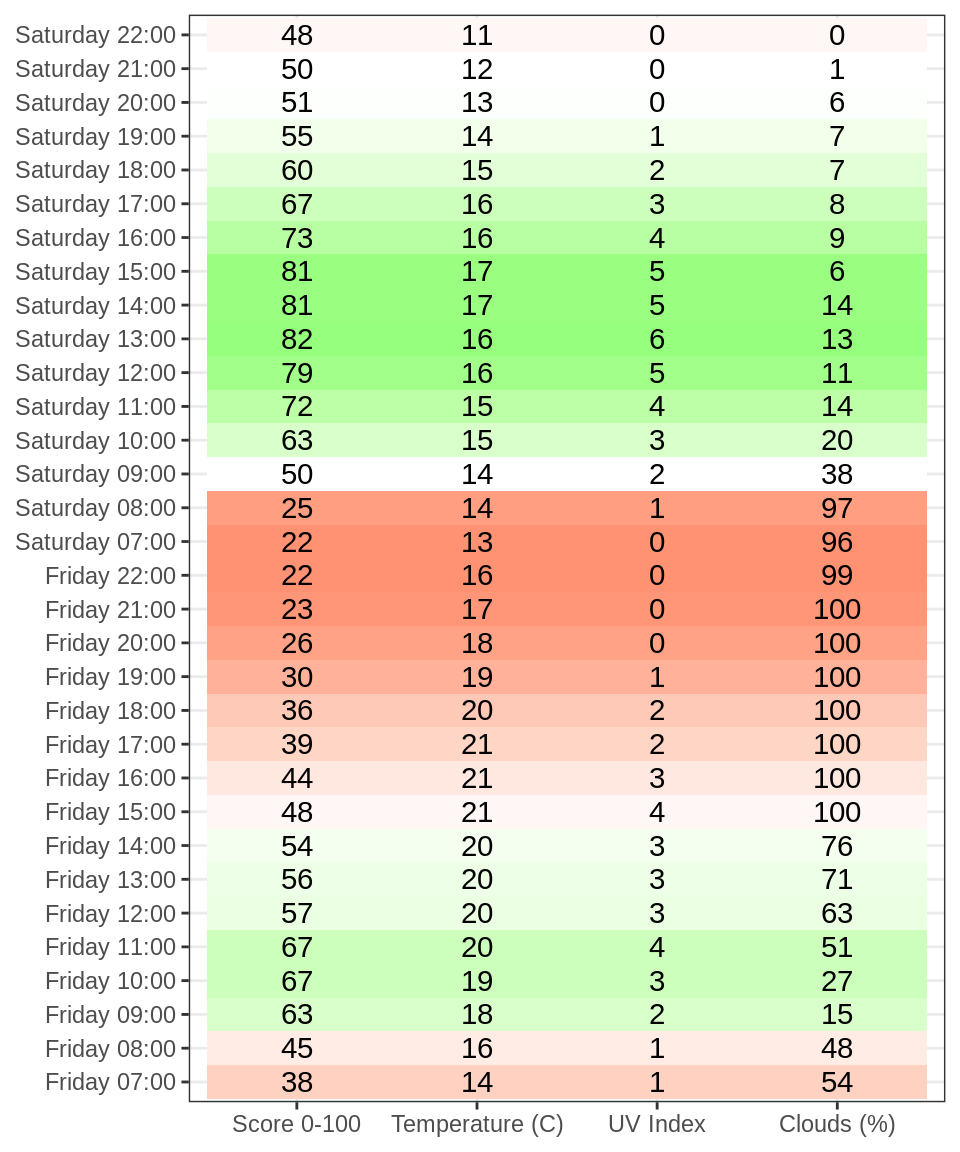 Saturday 22:00 48 11 0 0
Saturday 21:00 50 12 0 1
Saturday 20:00 51 13 0 6
Saturday 19:00 55 14 1 7
Saturday 18:00 60 15 2 7
Saturday 17:00 67 16 3 8
Saturday 16:00 73 16 4 9
Saturday 15:00 81 17 5 6
Saturday 14:00 81 17 5 14
Saturday 13:00 82 16 6 13
Saturday 12:00 79 16 5 11
Saturday 11:00 72 15 4 14
Saturday 10:00 63 15 3 20
Saturday 09:00 50 14 2 38
Saturday 08:00 25 14 1 97
Saturday 07:00 22 13 0 96
Friday 22:00 22 16 0 99
Friday 21:00 23 17 0 100
Friday 20:00 26 18 0 100
Friday 19:00 30 19 1 100
Friday 18:00 36 20 2 100
Friday 17:00 39 21 2 100
Friday 16:00 44 21 3 100
Friday 15:00 48 21 4 100
Friday 14:00 54 20 3 76
Friday 13:00 56 20 3 71
Friday 12:00 57 20 3 63
Friday 11:00 67 20 4 51
Friday 10:00 67 19 3 27
Friday 09:00 63 18 2 15
Friday 08:00 45 16 1 48
Friday 07:00 38 14 1 54
Score 0-100 Temperature (C) UV Index Clouds (%)